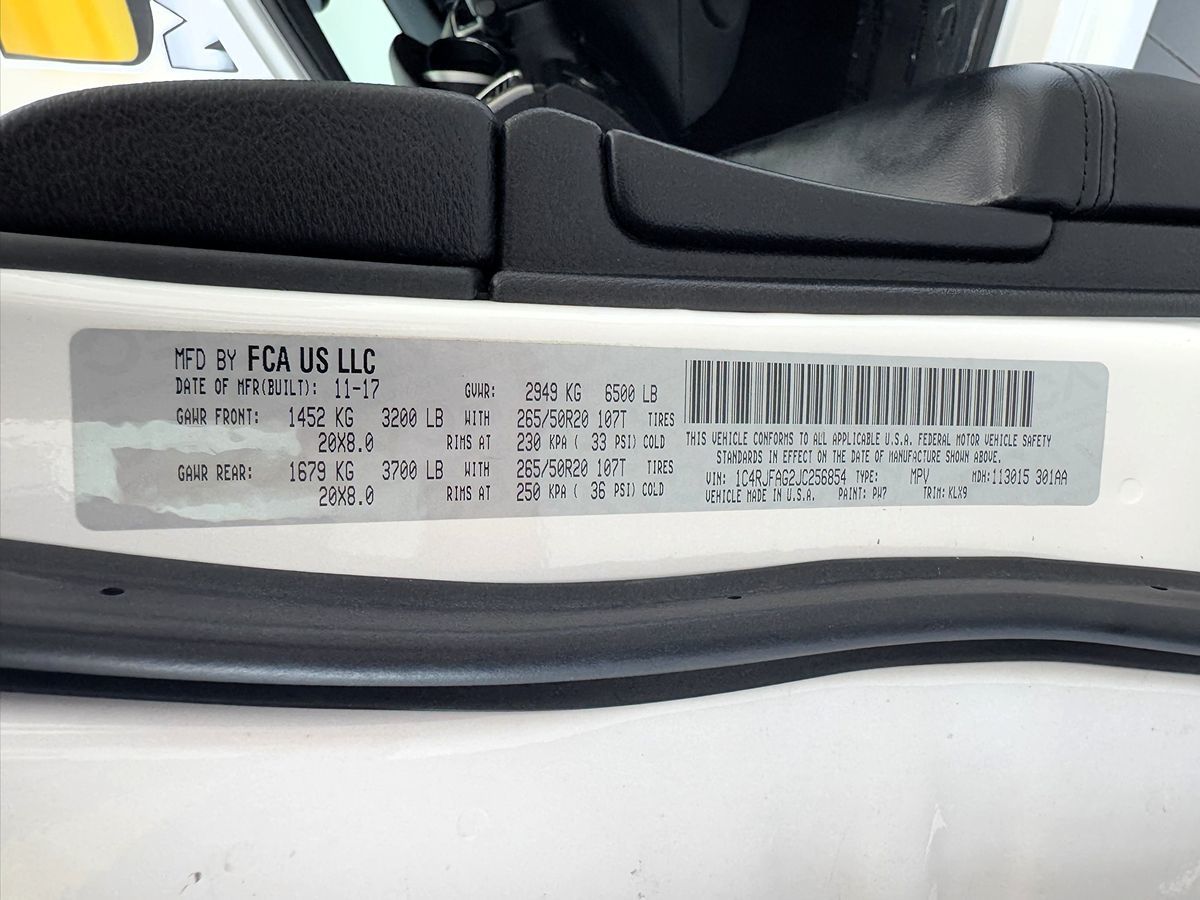 MFD BY FCA US LLC
DATE OF MFR(BUILT): 11-17 GVWR: 2949 KG 6500 LB
GAWR FRONT: 1452 KG 3200 LB WITH 265/50R20 107T TIRES
20X8.0 RIMS AT 230 KPA ( 33 PSI) COLD
GAWR REAR: 1679 KG 3700 LB WITH 265/50R20 107T TIRES
20X8.0 RIMS AT 250 KPA ( 36 PSI) COLD
THIS VEHICLE CONFORMS TO ALL APPLICABLE U.S.A. FEDERAL MOTOR VEHICLE SAFETY
STANDARDS IN EFFECT ON THE DATE OF MANUFACTURE SHOWN ABOVE.
VIN: 1C4RJFAG2JC256854 TYPE: MPV MDH: 113015 301AA
VEHICLE MADE IN U.S.A. PAINT: PW7 TRIM: KLX9